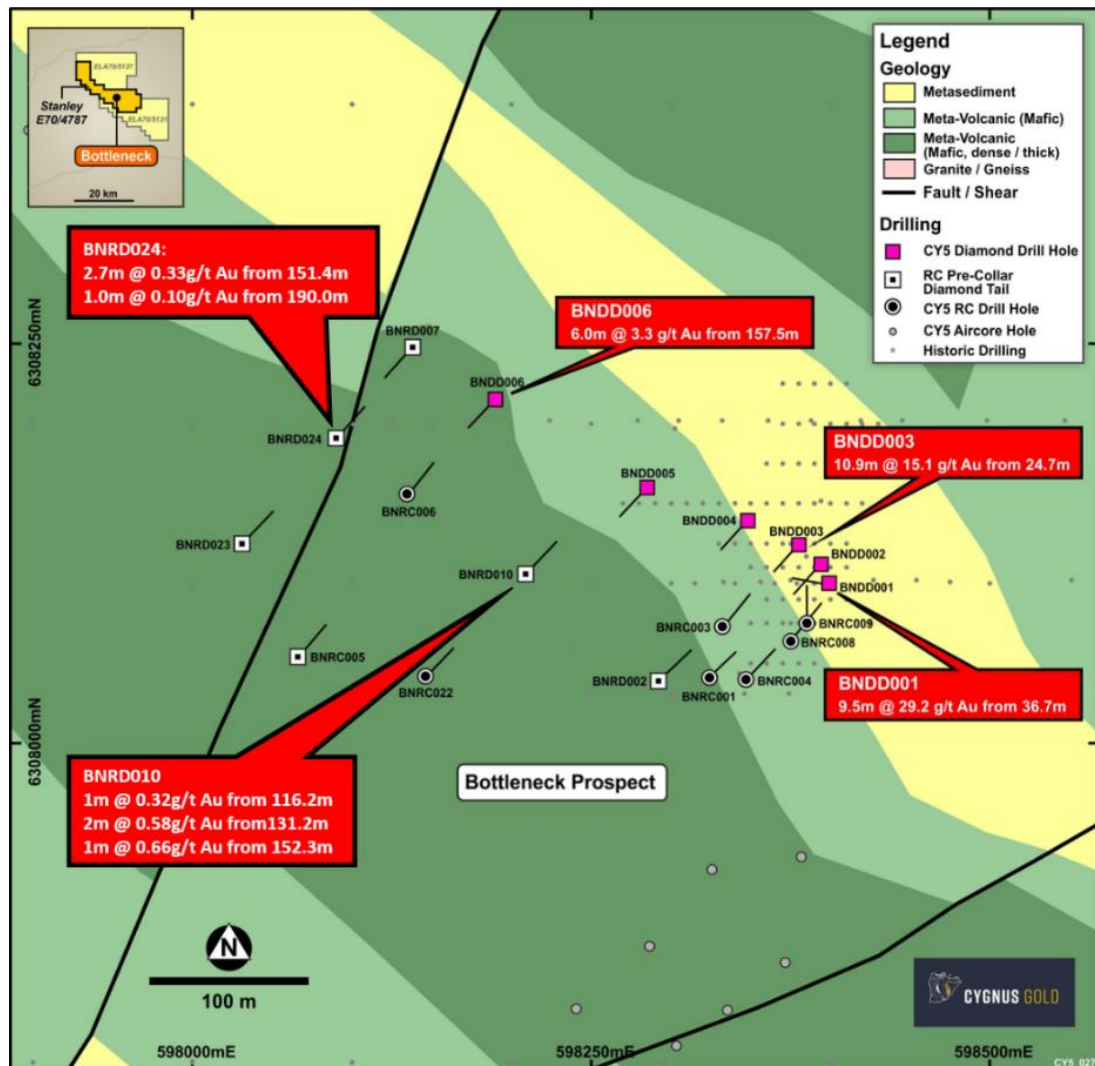 ELA70/5131
Stanley
E70/4787
ELA70/5131
Bottleneck
20 km
Legend
Geology
Metasediment
Meta-Volcanic (Mafic)
Meta-Volcanic
(Mafic, dense / thick)
Granite / Gneiss
Fault / Shear
Drilling
CY5 Diamond Drill Hole
RC Pre-Collar
Diamond Tail
CY5 RC Drill Hole
CY5 Aircore Hole
Historic Drilling
BNRD024:
2.7m @ 0.33g/t Au from 151.4m
1.0m @ 0.10g/t Au from 190.0m
BNDD006
6.0m @ 3.3 g/t Au from 157.5m
6308250mN
BNRD007
BNDD006
BNRD024
BNDD003
10.9m @ 15.1 g/t Au from 24.7m
BNRC006
BNDD005
BNDD004
BNDD003
BNRD023
BNDD002
BNRD010
BNDD001
BNRC003
BNRC009
BNRC008
BNRC005
BNRC022
BNRD002
BNRC001
BNRC004
BNDD001
9.5m @ 29.2 g/t Au from 36.7m
6308000mN
BNRD010
1m @ 0.32g/t Au from 116.2m
2m @ 0.58g/t Au from131.2m
1m @ 0.66g/t Au from 152.3m
Bottleneck Prospect
N
100 m
CYGNUS GOLD
598000mE
598250mE
598500mE
CY5_027